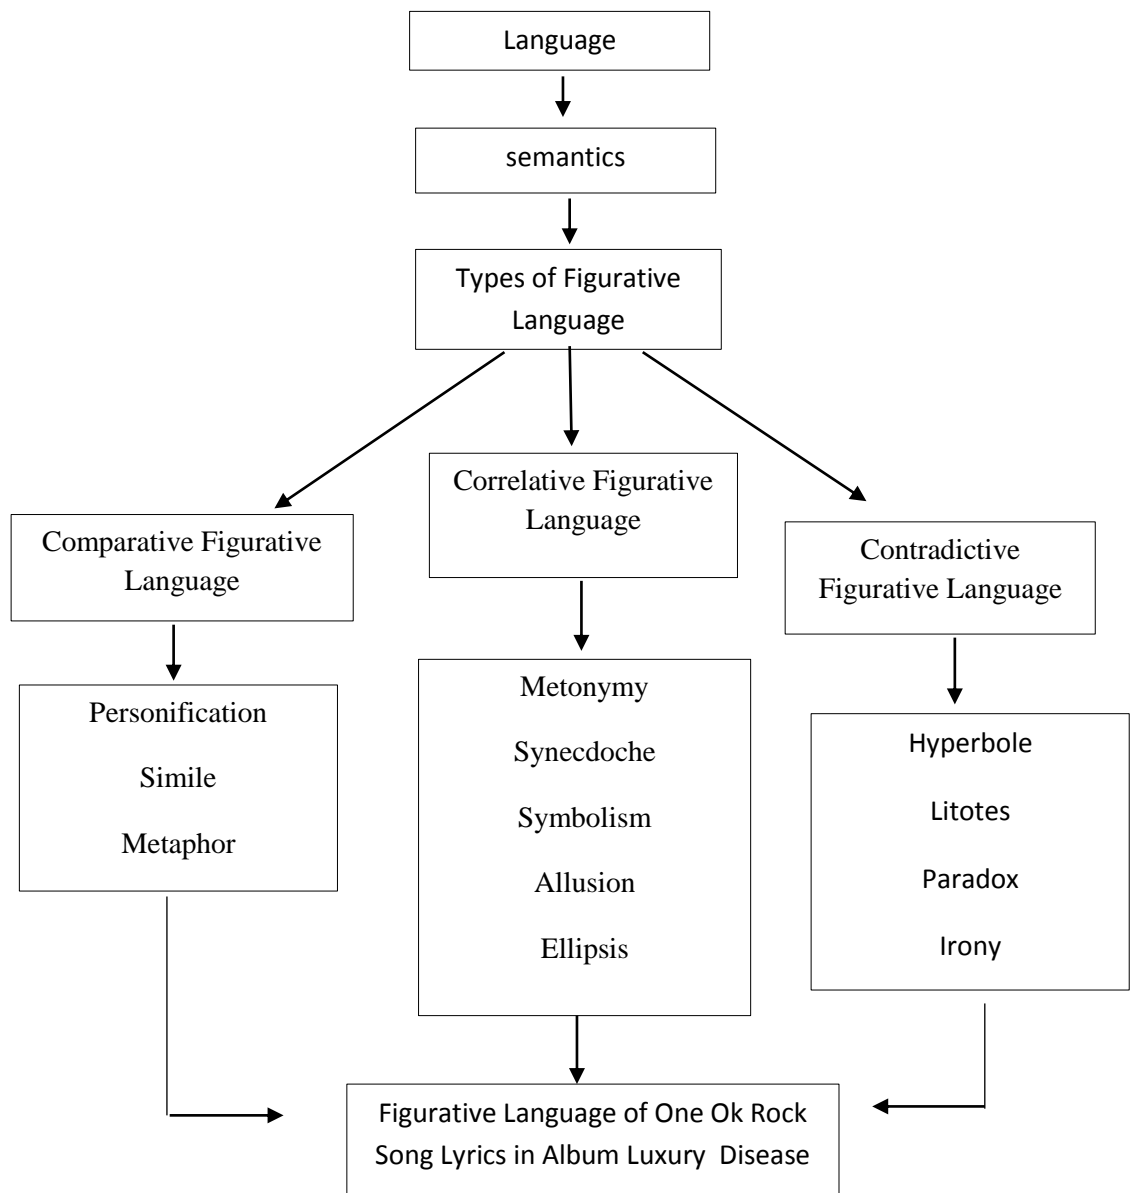 Language
semantics
Types of Figurative
Language
Correlative Figurative
Language
Comparative Figurative
Language
Contradictive
Figurative Language
Personification
Simile
Metaphor
Metonymy
Synecdoche
Symbolism
Allusion
Ellipsis
Hyperbole
Litotes
Paradox
Irony
Figurative Language of One Ok Rock
Song Lyrics in Album Luxury  Disease